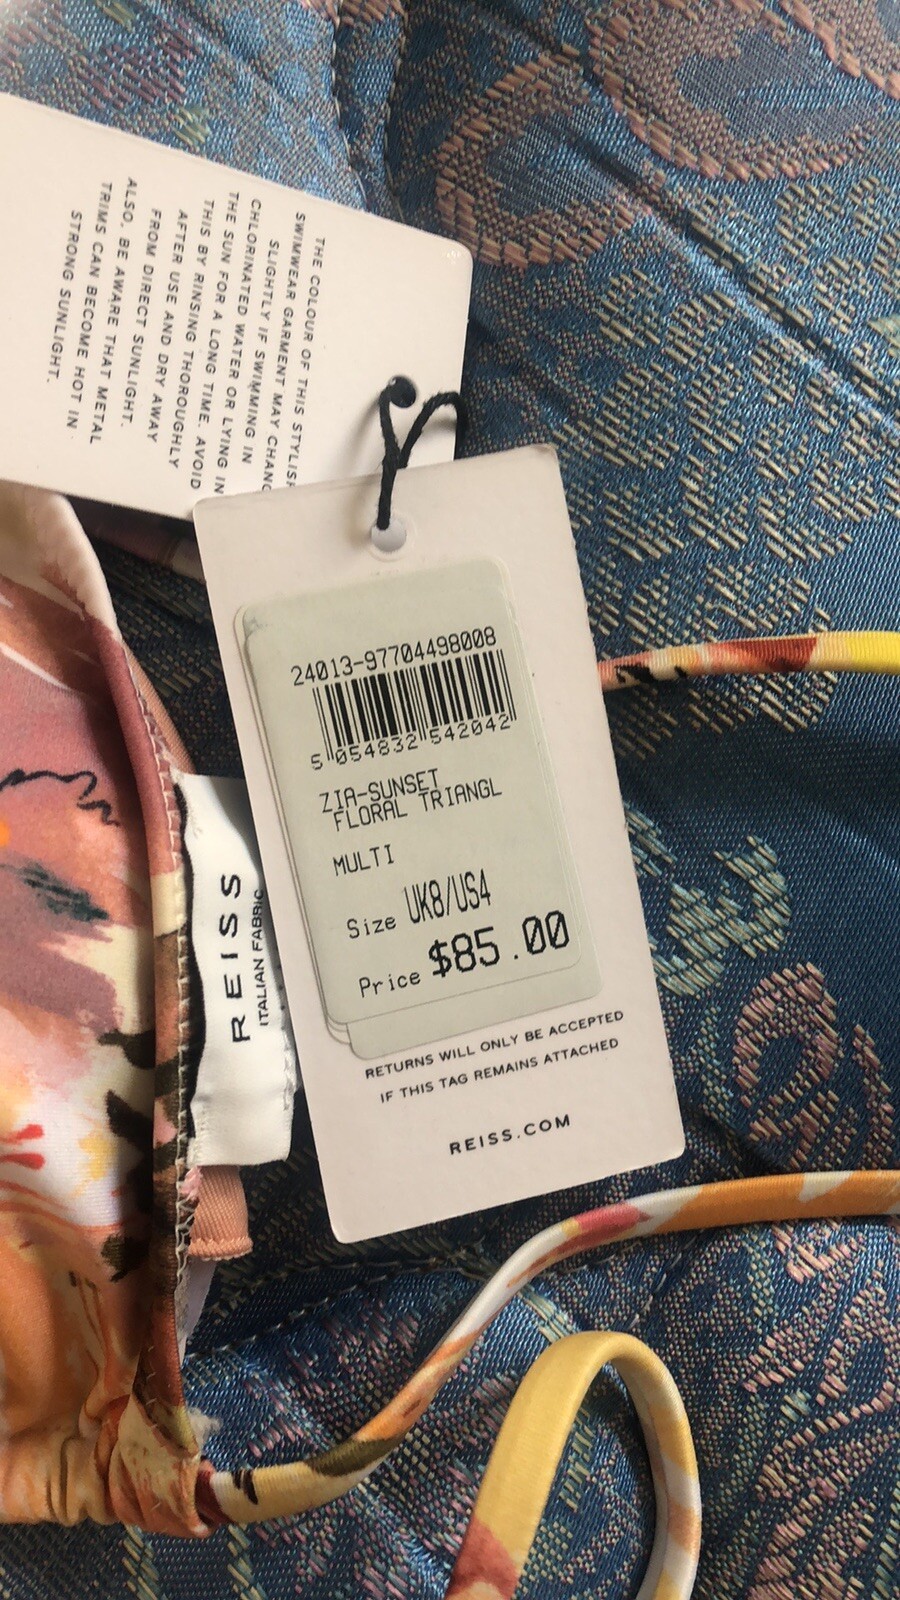 THE COLOUR OF THIS STYLISH
SWIMWEAR GARMENT MAY CHANG
SLIGHTLY IF SWIMMING IN
CHLORINATED WATER OR LYING IN
THE SUN FOR A LONG TIME. AVOID
THIS BY RINSING THOROUGHLY
AFTER USE AND DRY AWAY
FROM DIRECT SUNLIGHT.
ALSO, BE AWARE THAT METAL
TRIMS CAN BECOME HOT IN
STRONG SUNLIGHT.
24013-97704498008
5 054832 542042
ZIA-SUNSET
FLORAL TRIANGL
MULTI
Size UK8/US4
Price $85.00
RETURNS WILL ONLY BE ACCEPTED
IF THIS TAG REMAINS ATTACHED
REISS.COM
REISS
ITALIAN FABRIC